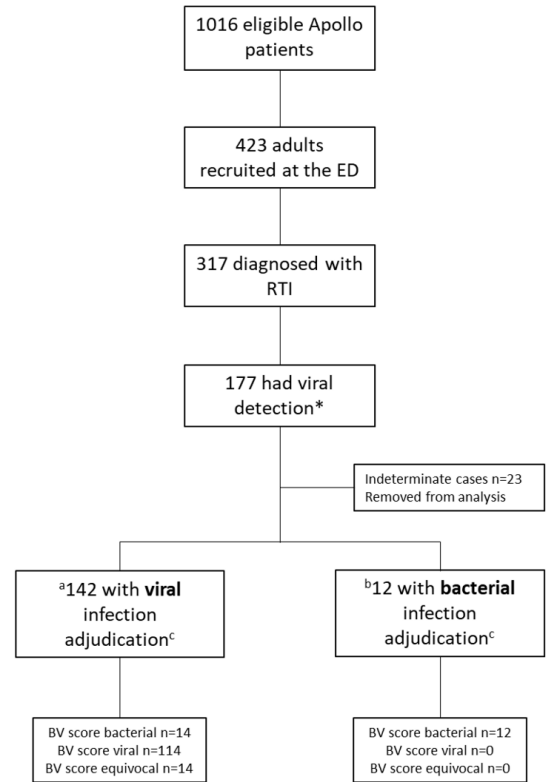 1016 eligible Apollo
patients
423 adults
recruited at the ED
317 diagnosed with
RTI
177 had viral
detection*
Indeterminate cases n=23
Removed from analysis
ᵃ142 with viral
infection
adjudicationᶜ
ᵇ12 with bacterial
infection
adjudicationᶜ
BV score bacterial n=14
BV score viral n=114
BV score equivocal n=14
BV score bacterial n=12
BV score viral n=0
BV score equivocal n=0